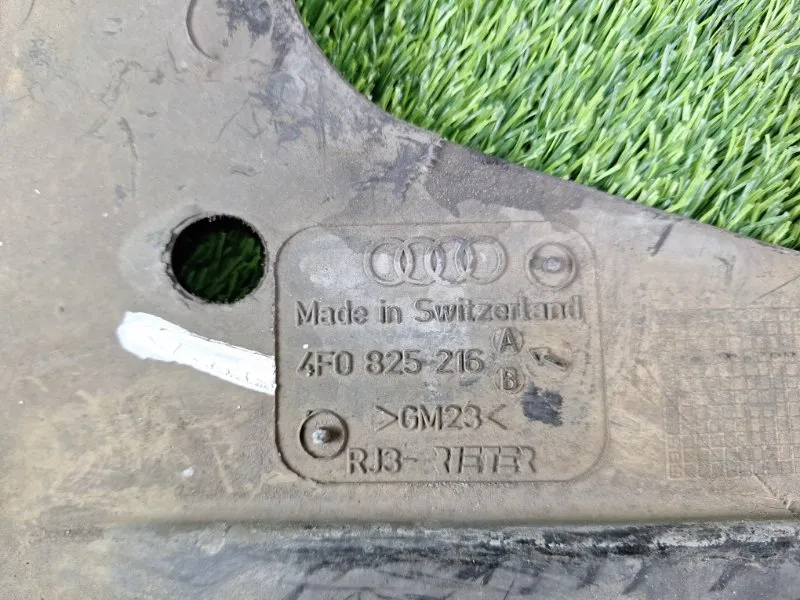 Made in Switzerland
4F0 825-216 A
B
>GM23<
RJ3-RIETER